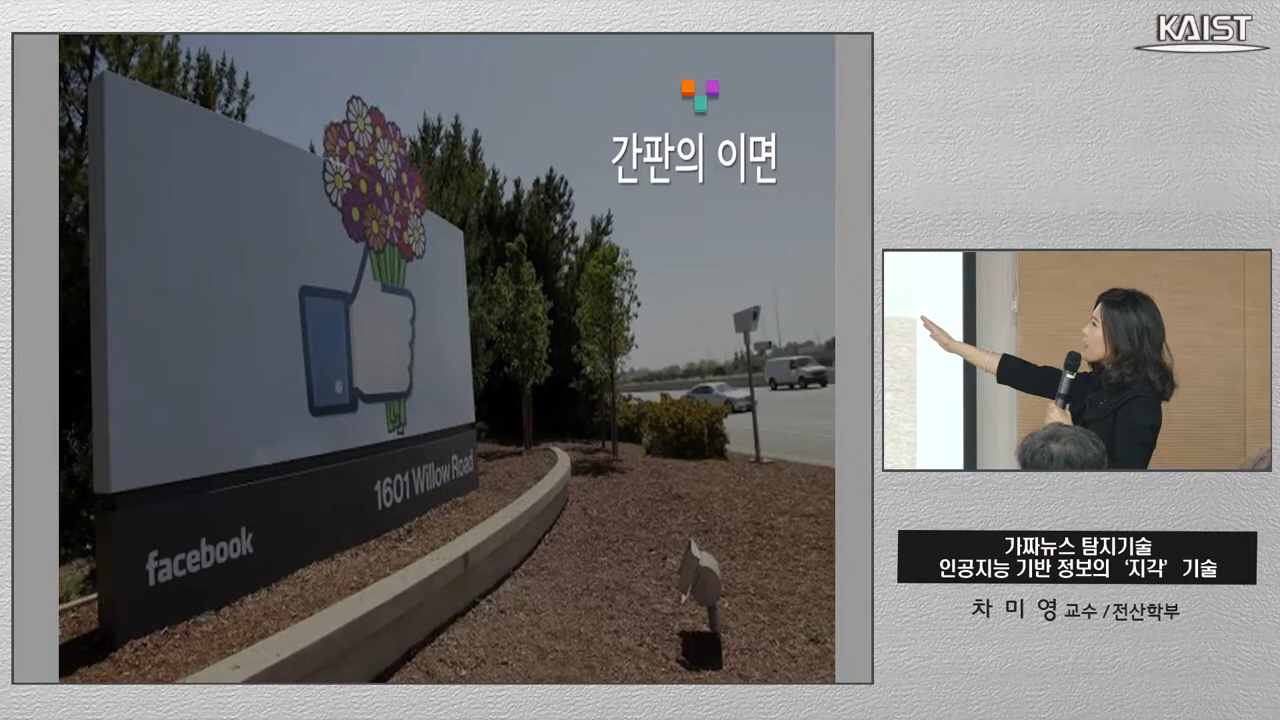 KAIST
간판의 이면
1601 Willow Road
facebook
가짜뉴스 탐지기술
인공지능 기반 정보의 '지각' 기술
차 미 영 교수 / 전산학부